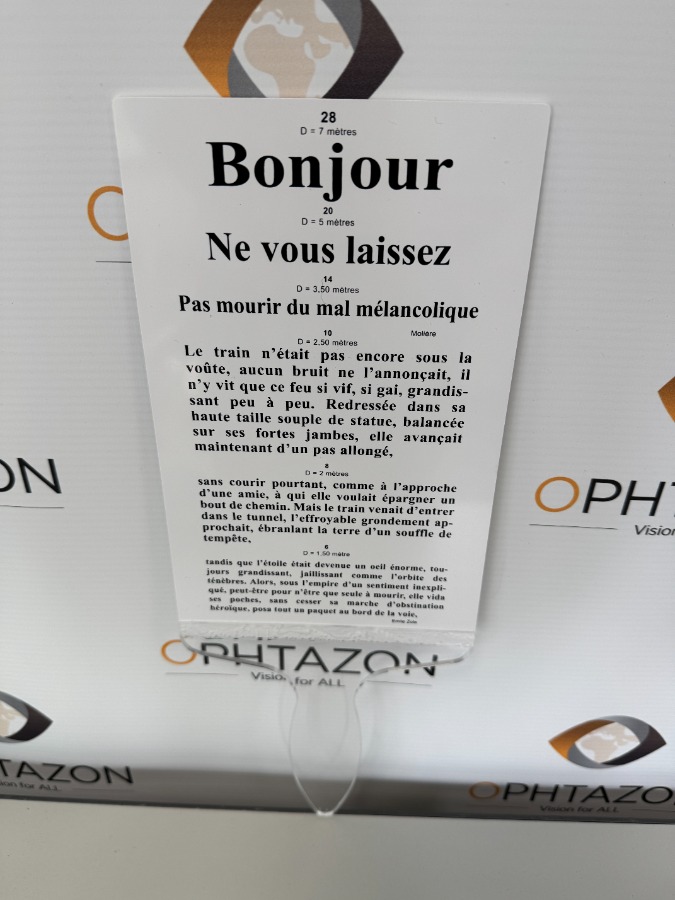 28
D = 7 mètres
Bonjour
20
D = 5 mètres
Ne vous laissez
14
D = 3,50 mètres
Pas mourir du mal mélancolique
10 Molière
D = 2,50 mètres
Le train n'était pas encore sous la
voûte, aucun bruit ne l'annonçait, il
n'y vit que ce feu si vif, si gai, grandis-
sant peu à peu. Redressée dans sa
haute taille souple de statue, balancée
sur ses fortes jambes, elle avançait
maintenant d'un pas allongé,
8
D = 2 mètres
sans courir pourtant, comme à l'approche
d'une amie, à qui elle voulait épargner un
bout de chemin. Mais le train venait d'entrer
dans le tunnel, l'effroyable grondement ap-
prochait, ébranlant la terre d'un souffle de
tempête,
6
D = 1,50 mètre
tandis que l'étoile était devenue un oeil énorme, tou-
jours grandissant, jaillissant comme l'orbite des
ténèbres. Alors, sous l'empire d'un sentiment inexpli-
qué, peut-être pour n'être que seule à mourir, elle vida
ses poches, sans cesser sa marche d'obstination
héroïque, posa tout un paquet au bord de la voie,
Emile Zola
O
ON
OPHT
Vision
OPHTAZON
Vision for ALL
TAZON
ion for ALL
OPHTAZO
Vision for ALL